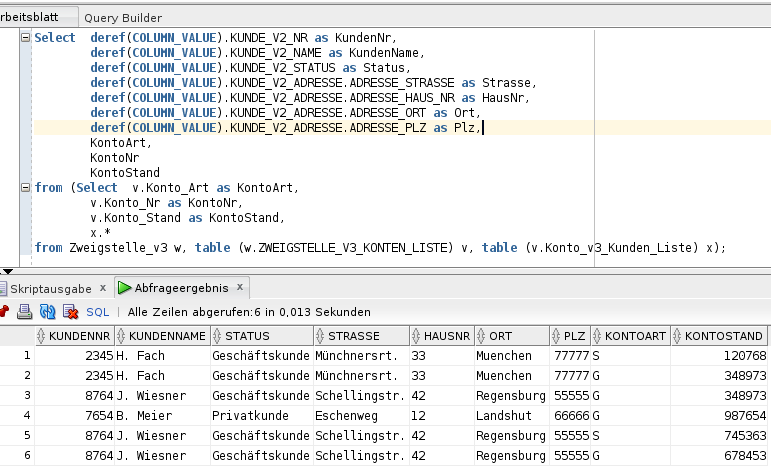 rbeitsblatt Query Builder
Select deref(COLUMN_VALUE).KUNDE_V2_NR as KundenNr,
deref(COLUMN_VALUE).KUNDE_V2_NAME as KundenName,
deref(COLUMN_VALUE).KUNDE_V2_STATUS as Status,
deref(COLUMN_VALUE).KUNDE_V2_ADRESSE.ADRESSE_STRASSE as Strasse,
deref(COLUMN_VALUE).KUNDE_V2_ADRESSE.ADRESSE_HAUS_NR as HausNr,
deref(COLUMN_VALUE).KUNDE_V2_ADRESSE.ADRESSE_ORT as Ort,
deref(COLUMN_VALUE).KUNDE_V2_ADRESSE.ADRESSE_PLZ as Plz,
KontoArt,
KontoNr
KontoStand
from (Select v.Konto_Art as KontoArt,
v.Konto_Nr as KontoNr,
v.Konto_Stand as KontoStand,
x.*
from Zweigstelle_v3 w, table (w.ZWEIGSTELLE_V3_KONTEN_LISTE) v, table (v.Konto_v3_Kunden_Liste) x);
Skriptausgabe x Abfrageergebnis x
SQL | Alle Zeilen abgerufen:6 in 0,013 Sekunden
KUNDENNR KUNDENNAME STATUS STRASSE HAUSNR ORT PLZ KONTOART KONTOSTAND
1 2345 H. Fach Geschäftskunde Münchnersrt. 33 Muenchen 77777 S 120768
2 2345 H. Fach Geschäftskunde Münchnersrt. 33 Muenchen 77777 G 348973
3 8764 J. Wiesner Geschäftskunde Schellingstr. 42 Regensburg 55555 G 348973
4 7654 B. Meier Privatkunde Eschenweg 12 Landshut 66666 G 987654
5 8764 J. Wiesner Geschäftskunde Schellingstr. 42 Regensburg 55555 S 745363
6 8764 J. Wiesner Geschäftskunde Schellingstr. 42 Regensburg 55555 G 678453